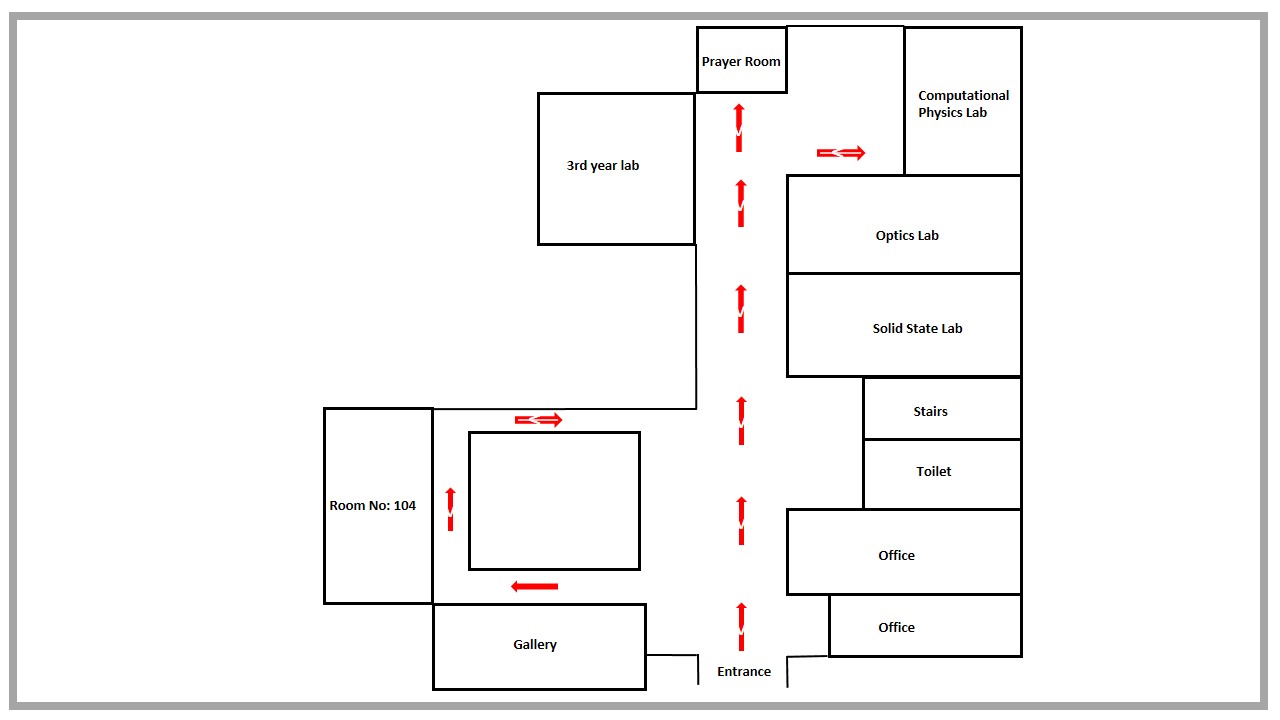 Prayer Room
Computational
Physics Lab
3rd year lab
Optics Lab
Solid State Lab
Stairs
Toilet
Room No: 104
Office
Office
Gallery
Entrance